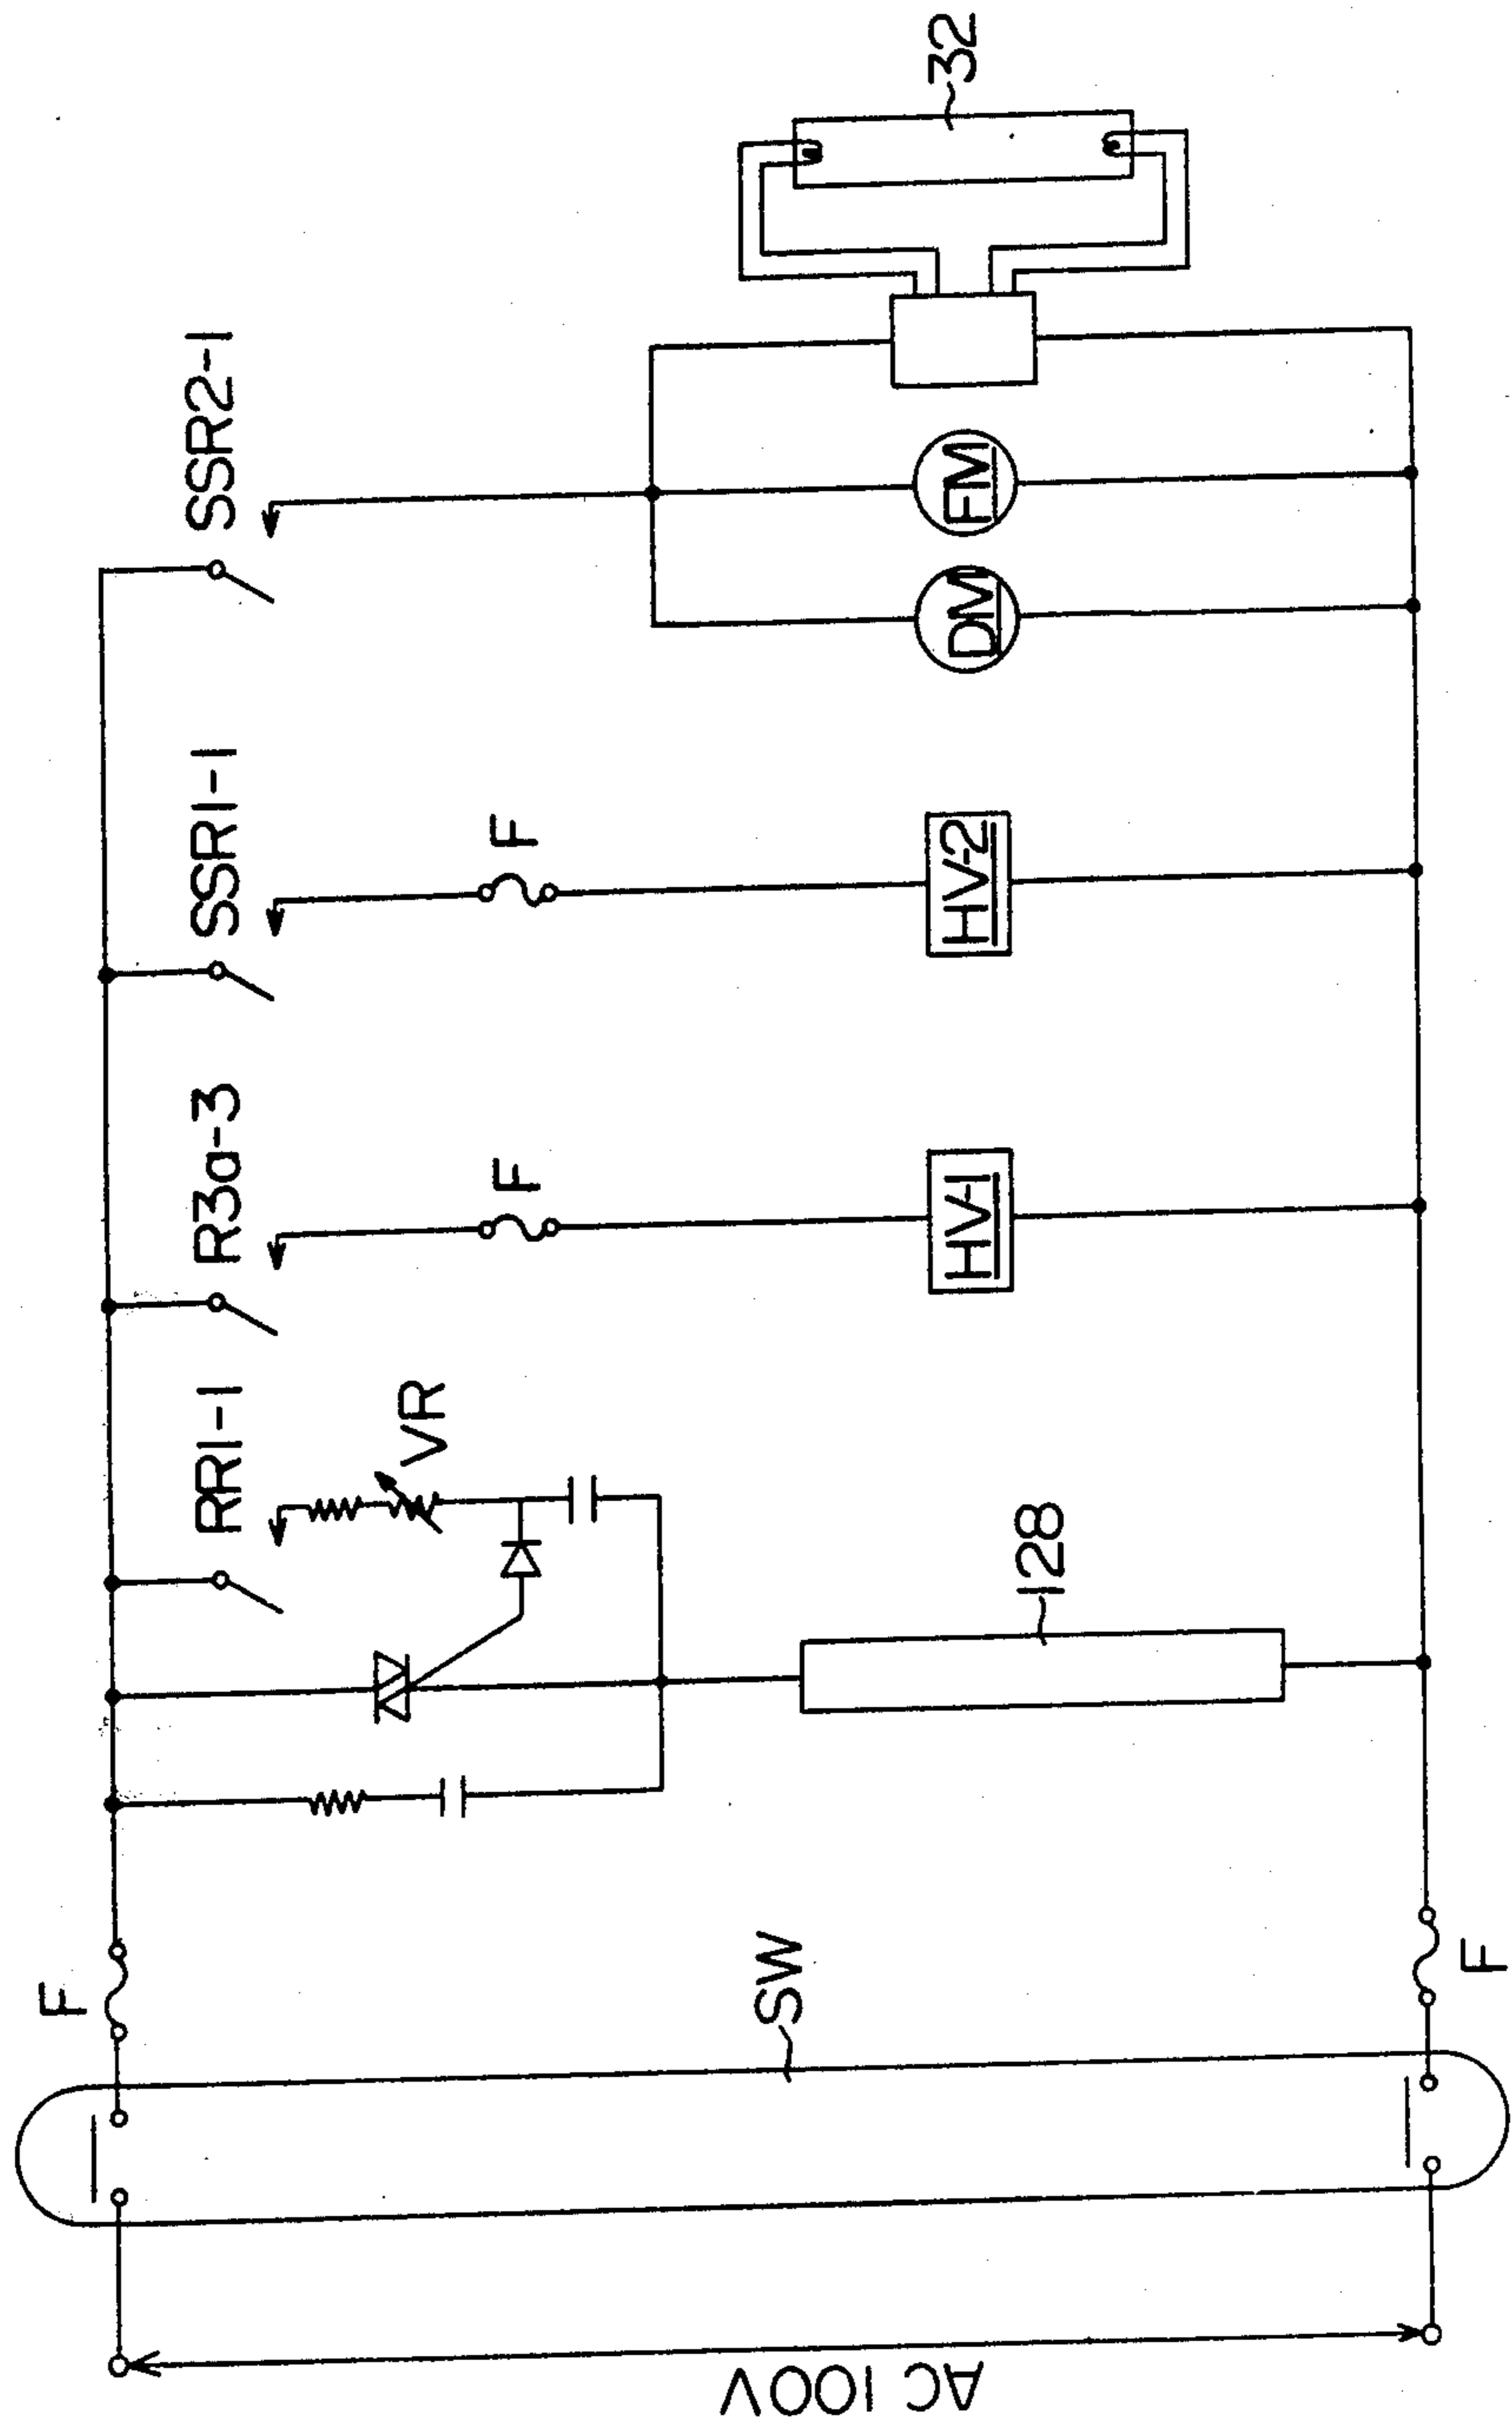 AC 100V
SW
F
F
RR1-1
VR
128
R3a-3
F
HV-1
SSR1-1
F
HV-2
SSR2-1
DM
FM
32